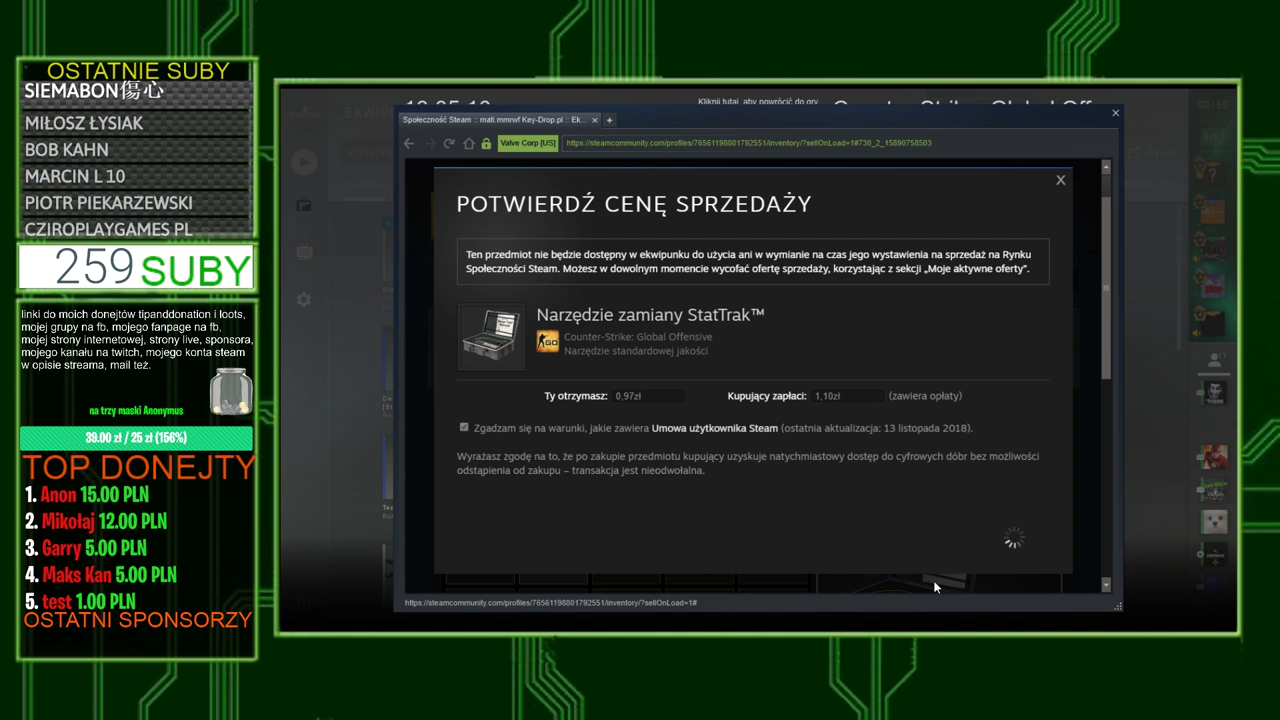 OSTATNIE SUBY
SIEMABON傷心
MIŁOSZ ŁYSIAK
BOB KAHN
MARCIN L 10
PIOTR PIEKARZEWSKI
CZIROPLAYGAMES PL
259 SUBY
linki do moich donejtów tipanddonation i loots,
mojej grupy na fb, mojego fanpage na fb,
mojej strony internetowej, strony live, sponsora,
mojego kanału na twitch, mojego konta steam
w opisie streama, mail też.
na trzy maski Anonymus
39.00 zł / 25 zł (156%)
TOP DONEJTY
1. Anon 15.00 PLN
2. Mikołaj 12.00 PLN
3. Garry 5.00 PLN
4. Maks Kan 5.00 PLN
5. test 1.00 PLN
OSTATNI SPONSORZY
Kliknij tutaj, aby powrócić do gry
Społeczność Steam :: mati.mmrwf Key-Drop.pl :: Ek...
Valve Corp [US]
https://steamcommunity.com/profiles/76561198801792551/inventory/?sellOnLoad=1#730_2_15890758503
POTWIERDŹ CENĘ SPRZEDAŻY
Ten przedmiot nie będzie dostępny w ekwipunku do użycia ani w wymianie na czas jego wystawienia na sprzedaż na Rynku
Społeczności Steam. Możesz w dowolnym momencie wycofać ofertę sprzedaży, korzystając z sekcji „Moje aktywne oferty”.
Narzędzie zamiany StatTrak™
Counter-Strike: Global Offensive
Narzędzie standardowej jakości
Ty otrzymasz: 0,97zł Kupujący zapłaci: 1,10zł (zawiera opłaty)
Zgadzam się na warunki, jakie zawiera Umowa użytkownika Steam (ostatnia aktualizacja: 13 listopada 2018).
Wyrażasz zgodę na to, że po zakupie przedmiotu kupujący uzyskuje natychmiastowy dostęp do cyfrowych dóbr bez możliwości
odstąpienia od zakupu – transakcja jest nieodwołalna.
https://steamcommunity.com/profiles/76561198801792551/inventory/?sellOnLoad=1#